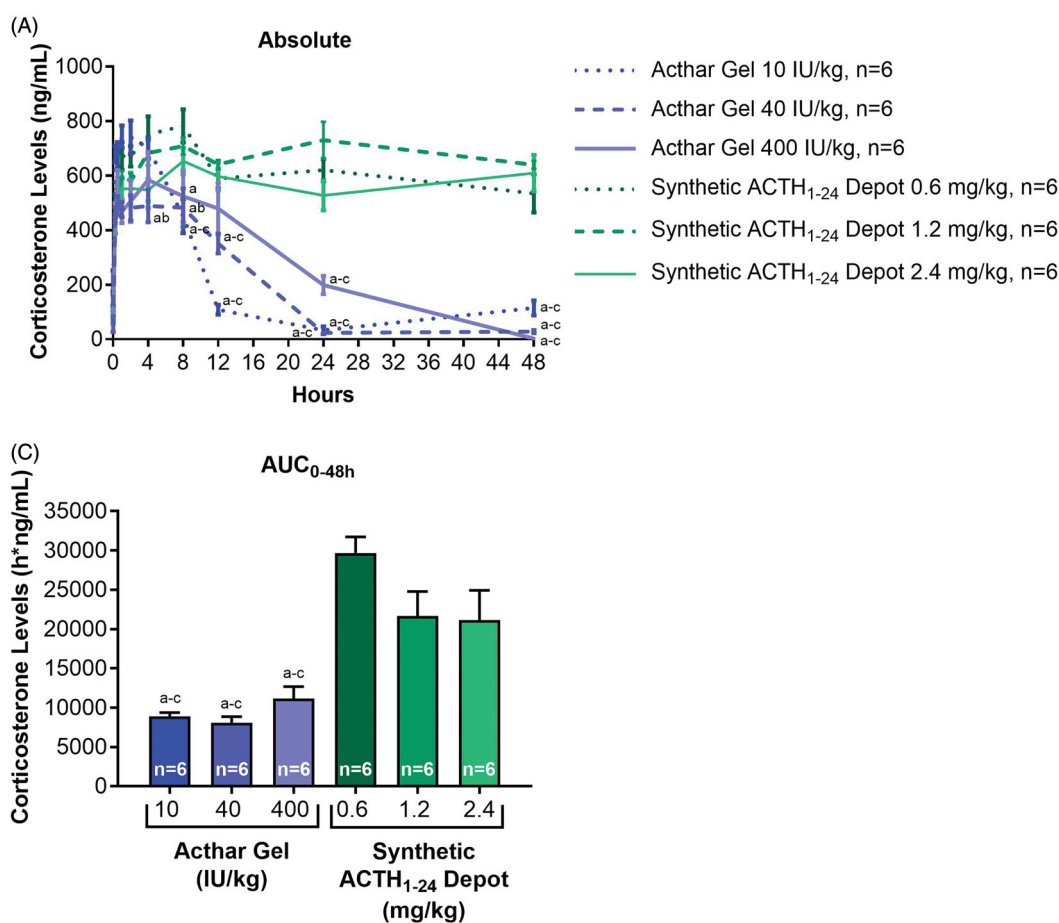 (A)
Absolute
Corticosterone Levels (ng/mL)
1000
800
600
400
200
0
a
ab
ab
a-c
a-c
a-c
a-c
a-c
a-c
a-c
a-c
a-c
0 4 8 12 16 20 24 28 32 36 40 44 48
Hours
Acthar Gel 10 IU/kg, n=6
Acthar Gel 40 IU/kg, n=6
Acthar Gel 400 IU/kg, n=6
Synthetic ACTH1-24 Depot 0.6 mg/kg, n=6
Synthetic ACTH1-24 Depot 1.2 mg/kg, n=6
Synthetic ACTH1-24 Depot 2.4 mg/kg, n=6
(C)
AUC0-48h
Corticosterone Levels (h*ng/mL)
35000
30000
25000
20000
15000
10000
5000
0
a-c a-c a-c
n=6 n=6 n=6 n=6 n=6 n=6
10 40 400 0.6 1.2 2.4
Acthar Gel
(IU/kg)
Synthetic
ACTH1-24 Depot
(mg/kg)